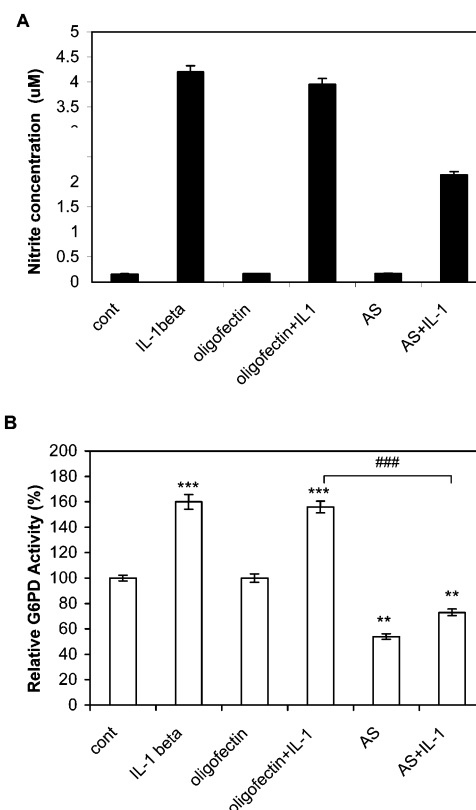 A
Nitrite concentration (uM)
5
4.5
4
3.5
2
1.5
1
0.5
0
cont
IL-1beta
oligofectin
oligofectin+IL1
AS
AS+IL-1
B
Relative G6PD Activity (%)
200
180
160
140
120
100
80
60
40
20
0
***
***
###
**
**
cont
IL-1 beta
oligofectin
oligofectin+IL-1
AS
AS+IL-1